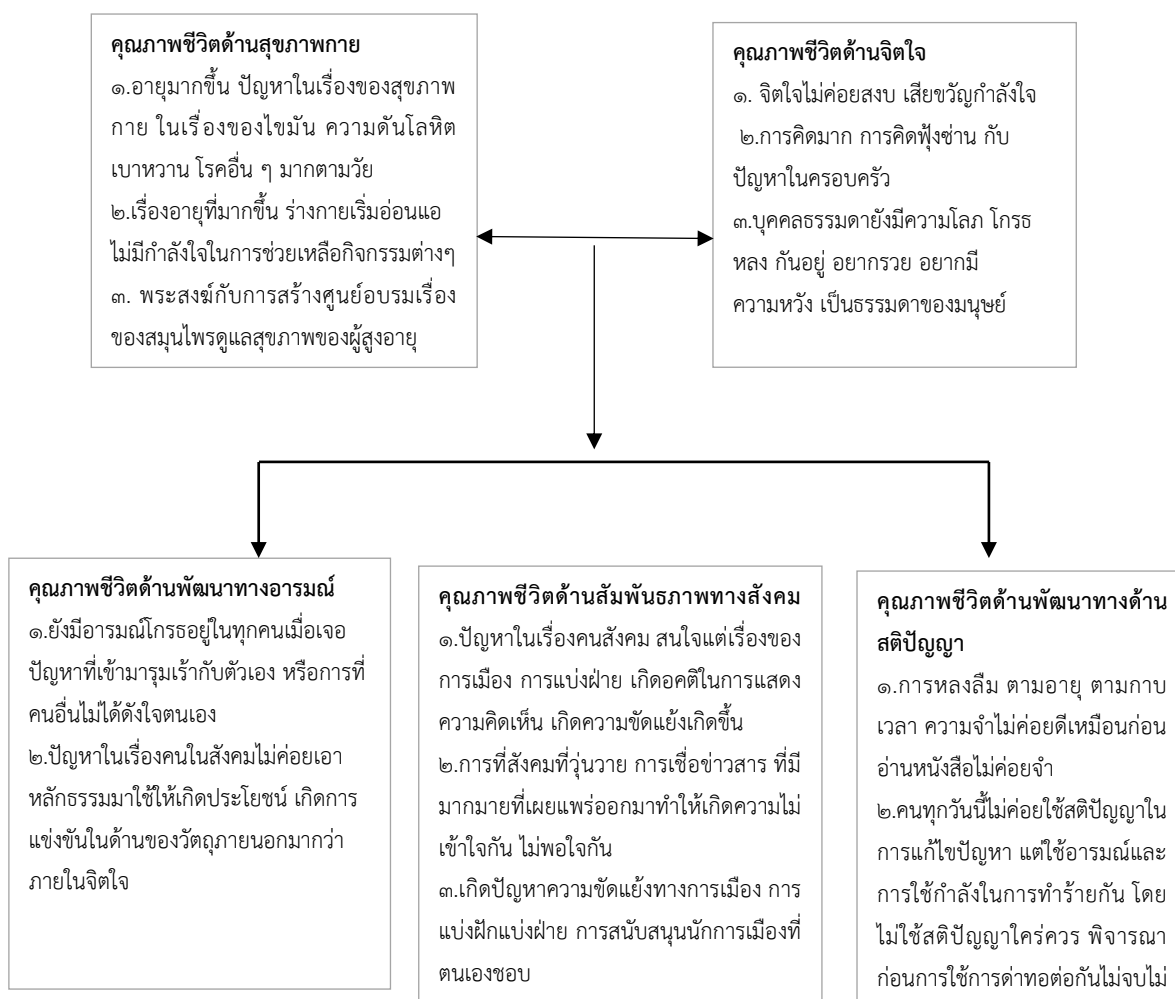 คุณภาพชีวิตด้านสุขภาพกาย
๑.อายุมากขึ้น ปัญหาในเรื่องของสุขภาพ
กาย ในเรื่องของไขมัน ความดันโลหิต
เบาหวาน โรคอื่น ๆ มากตามวัย
๒.เรื่องอายุที่มากขึ้น ร่างกายเริ่มอ่อนแอ
ไม่มีกำลังใจในการช่วยเหลือกิจกรรมต่างๆ
๓. พระสงฆ์กับการสร้างศูนย์อบรมเรื่อง
ของสมุนไพรดูแลสุขภาพของผู้สูงอายุ
คุณภาพชีวิตด้านจิตใจ
๑. จิตใจไม่ค่อยสงบ เสียขวัญกำลังใจ
๒.การคิดมาก การคิดฟุ้งซ่าน กับ
ปัญหาในครอบครัว
๓.บุคคลธรรมดายังมีความโลภ โกรธ
หลง กันอยู่ อยากรวย อยากมี
ความหวัง เป็นธรรมดาของมนุษย์
คุณภาพชีวิตด้านพัฒนาทางอารมณ์
๑.ยังมีอารมณ์โกรธอยู่ในทุกคนเมื่อเจอ
ปัญหาที่เข้ามารุมเร้ากับตัวเอง หรือการที่
คนอื่นไม่ได้ดังใจตนเอง
๒.ปัญหาในเรื่องคนในสังคมไม่ค่อยเอา
หลักธรรมมาใช้ให้เกิดประโยชน์ เกิดการ
แข่งขันในด้านของวัตถุภายนอกมากว่า
ภายในจิตใจ
คุณภาพชีวิตด้านสัมพันธภาพทางสังคม
๑.ปัญหาในเรื่องคนสังคม สนใจแต่เรื่องของ
การเมือง การแบ่งฝ่าย เกิดอคติในการแสดง
ความคิดเห็น เกิดความขัดแย้งเกิดขึ้น
๒.การที่สังคมที่วุ่นวาย การเชื่อข่าวสาร ที่มี
มากมายที่เผยแพร่ออกมาทำให้เกิดความไม่
เข้าใจกัน ไม่พอใจกัน
๓.เกิดปัญหาความขัดแย้งทางการเมือง การ
แบ่งฝักแบ่งฝ่าย การสนับสนุนนักการเมืองที่
ตนเองชอบ
คุณภาพชีวิตด้านพัฒนาทางด้าน
สติปัญญา
๑.การหลงลืม ตามอายุ ตามกาบ
เวลา ความจำไม่ค่อยดีเหมือนก่อน
อ่านหนังสือไม่ค่อยจำ
๒.คนทุกวันนี้ไม่ค่อยใช้สติปัญญาใน
การแก้ไขปัญหา แต่ใช้อารมณ์และ
การใช้กำลังในการทำร้ายกัน โดย
ไม่ใช้สติปัญญาใคร่ควร พิจารณา
ก่อนการใช้การด่าทอต่อกันไม่จบไม่